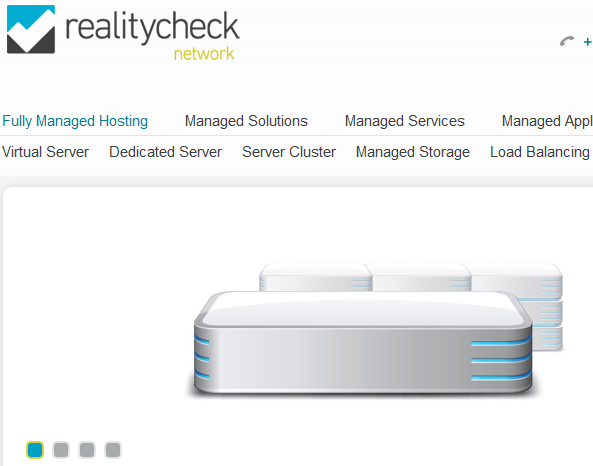 realitycheck
network
+
Fully Managed Hosting Managed Solutions Managed Services Managed Appl
Virtual Server Dedicated Server Server Cluster Managed Storage Load Balancing